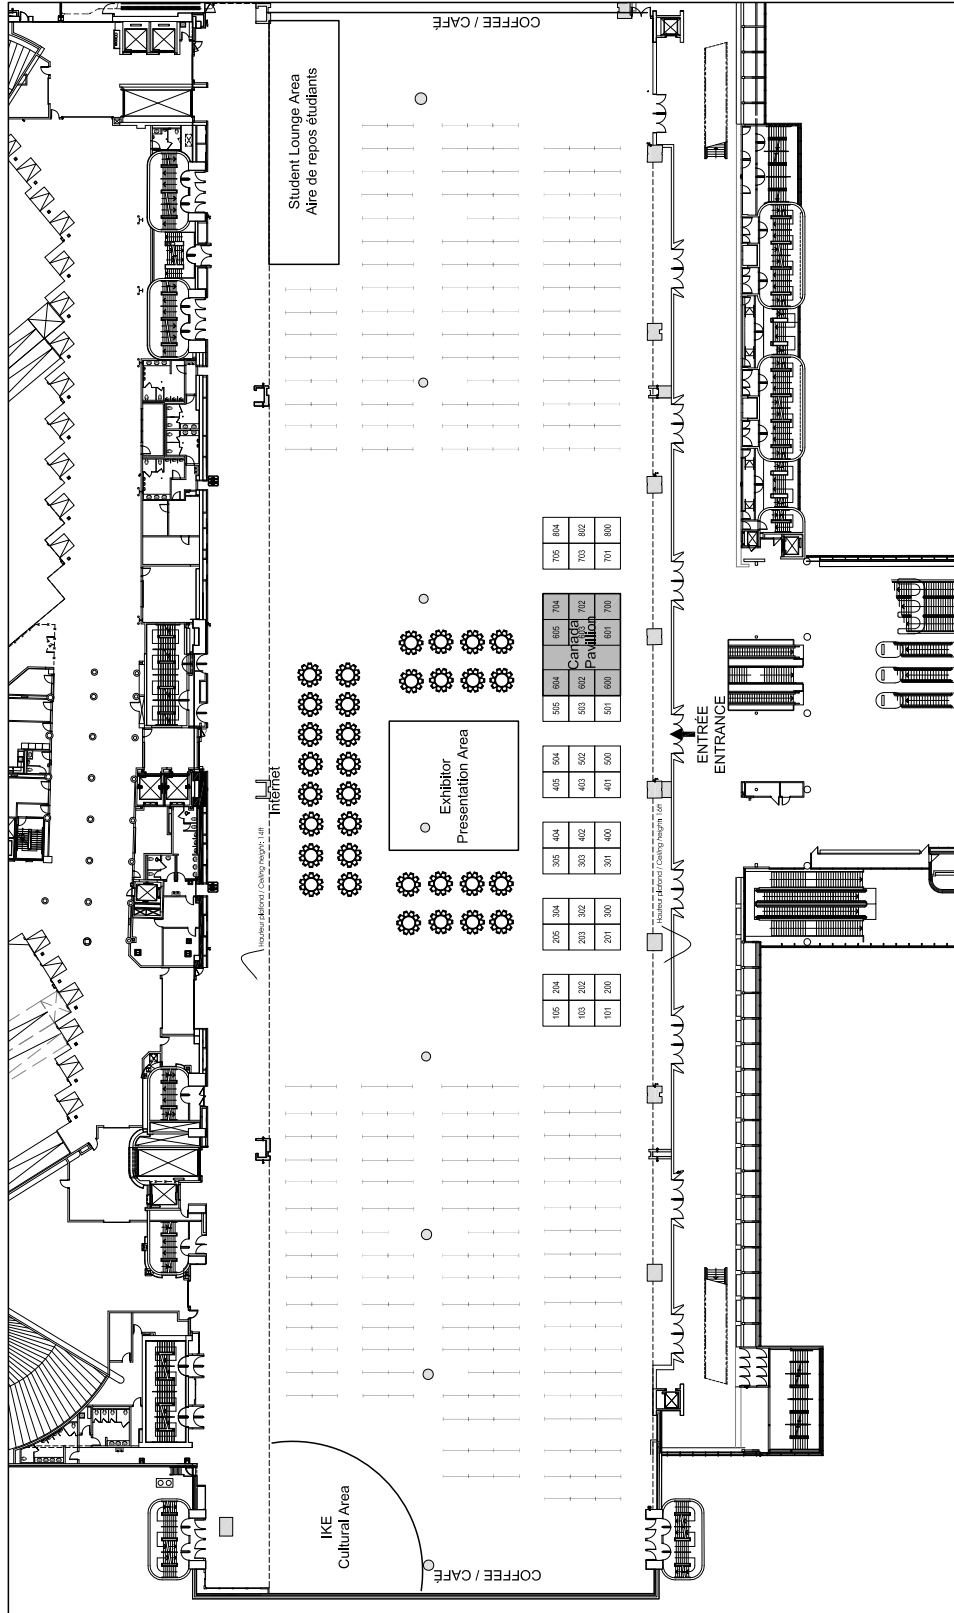 COFFEE / CAFÉ
Student Lounge Area
Aire de repos étudiants
804
802
800
705
703
701
704
702
700
605
603
601
Canada
Pavillion
604
602
600
505
503
501
ENTRÉE
ENTRANCE
Internet
Exhibitor
Presentation Area
504
502
500
405
403
401
404
402
400
305
303
301
Hauteur plafond / Ceiling height: 14ft
Hauteur plafond / Ceiling height: 16ft
304
302
300
205
203
201
204
202
200
105
103
101
IKE
Cultural Area
COFFEE / CAFÉ